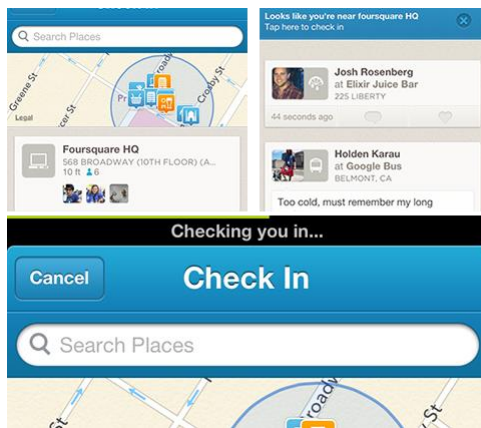 Search Places
Greene St
Crosby St
Legal
Foursquare HQ
568 BROADWAY (10TH FLOOR) (A...
10 ft 6
Looks like you're near foursquare HQ
Tap here to check in
Josh Rosenberg
at Elixir Juice Bar
225 LIBERTY
44 seconds ago
Holden Karau
at Google Bus
BELMONT, CA
Too cold, must remember my long
Checking you in...
Cancel
Check In
Search Places
St